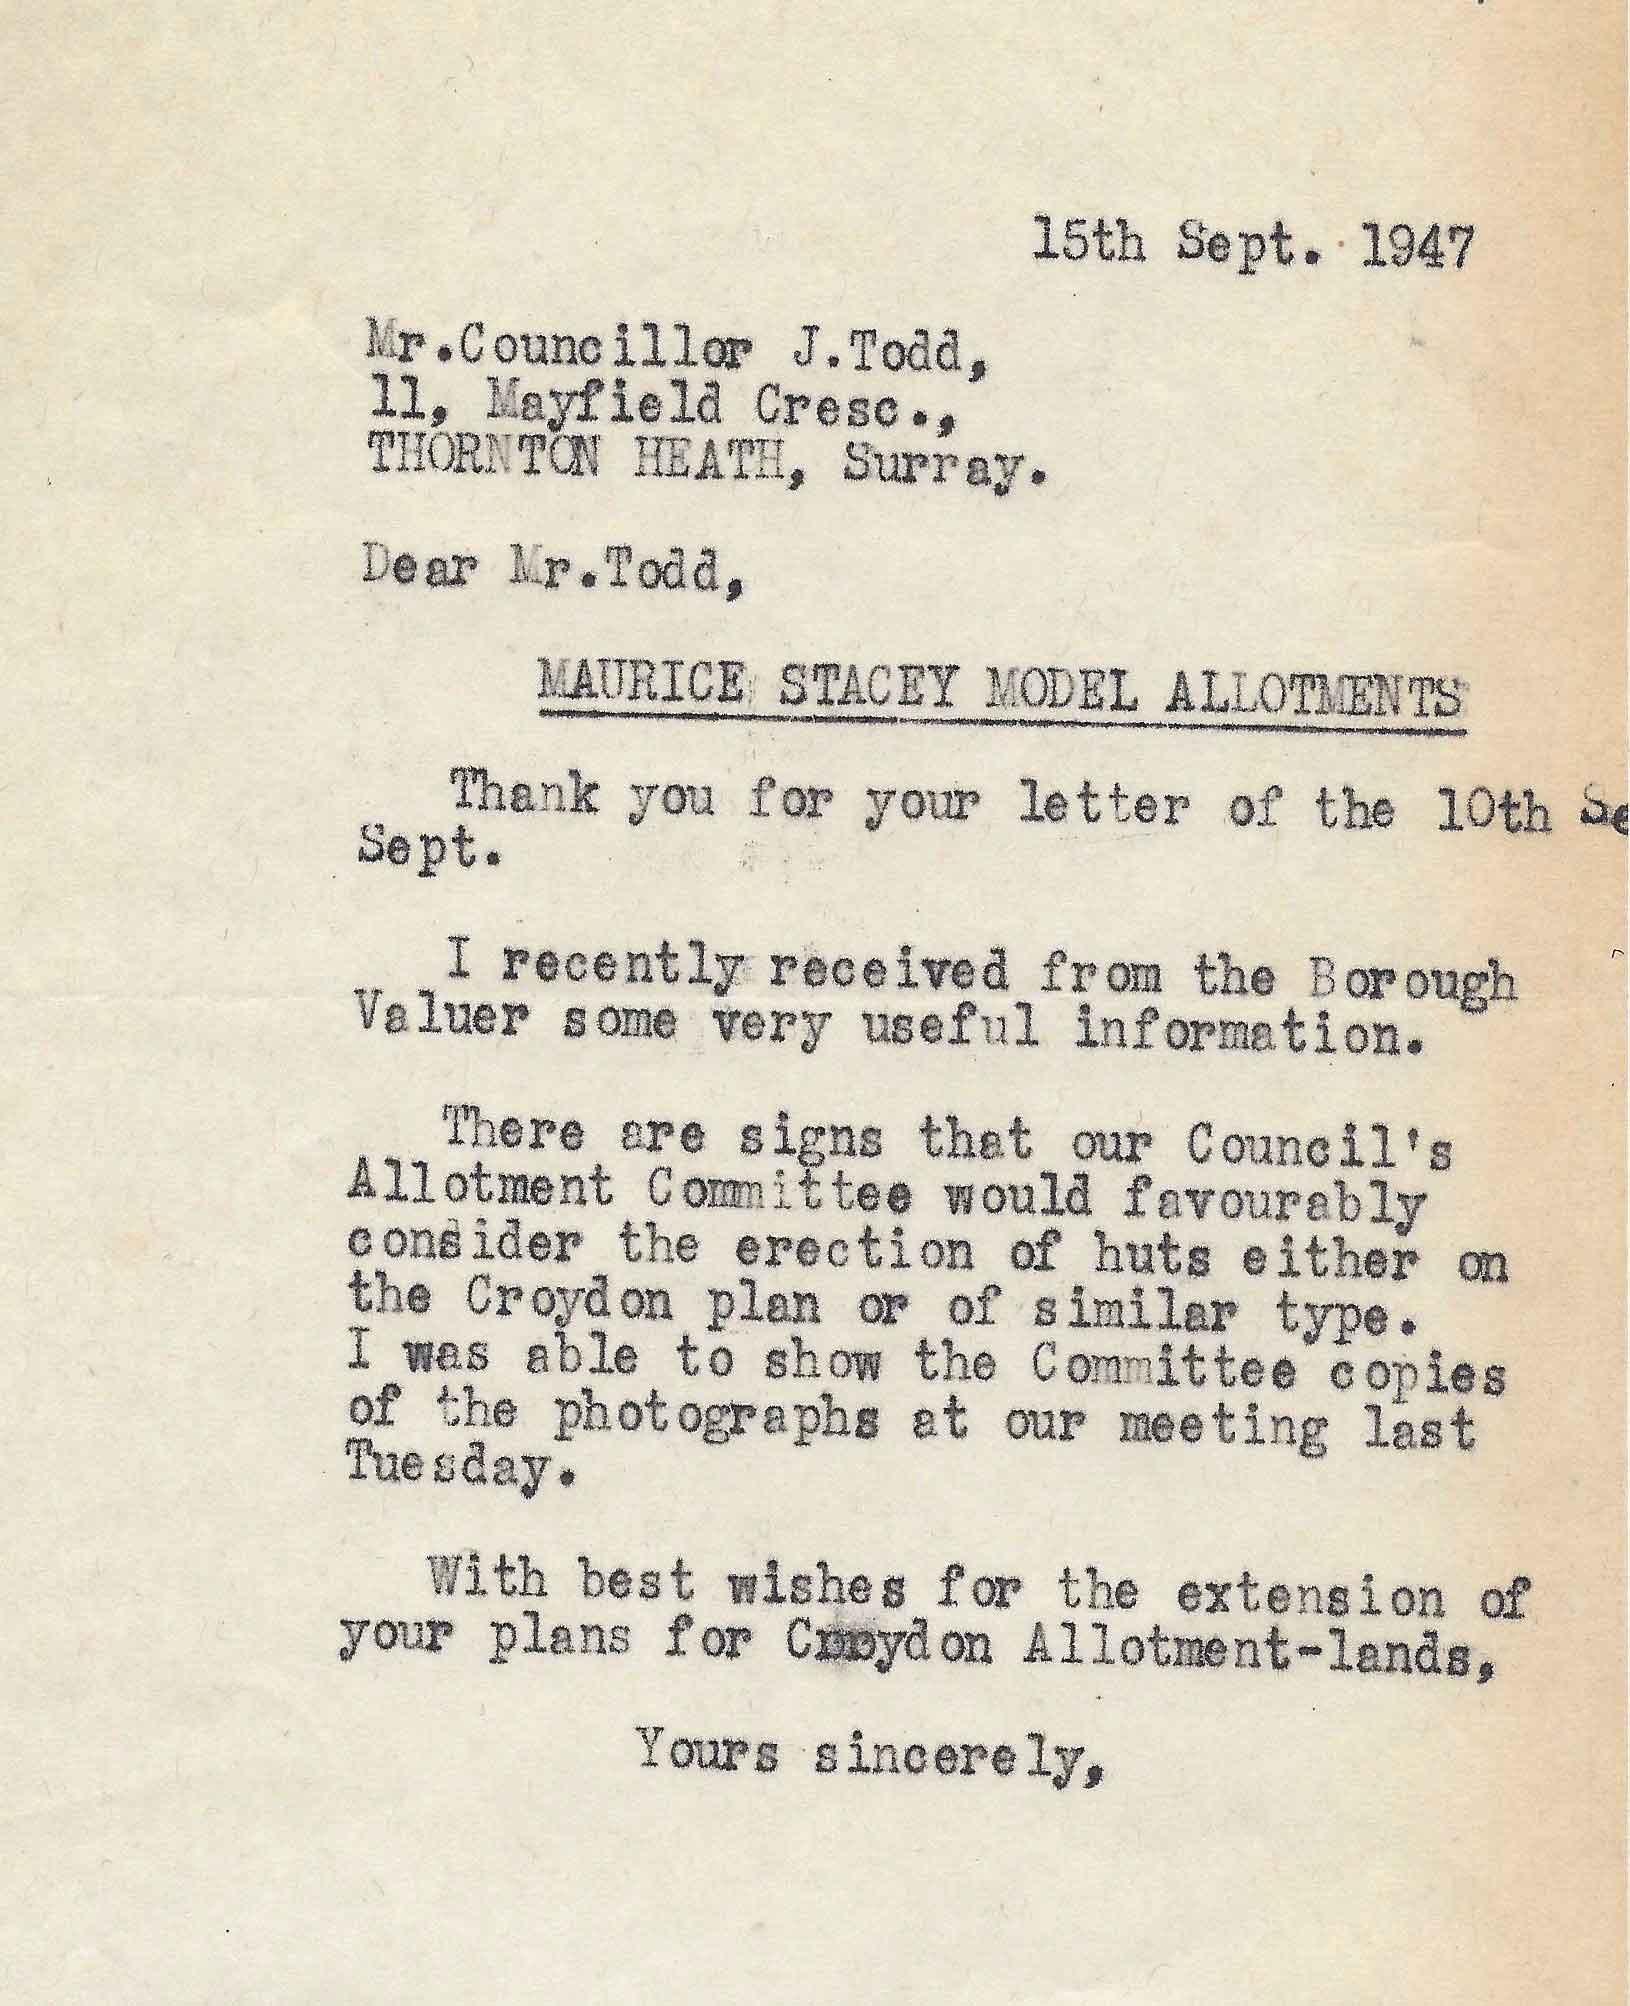 15th Sept. 1947
Mr.Councillor J.Todd,
11, Mayfield Cresc.,
THORNTON HEATH, Surray.
Dear Mr.Todd,
MAURICE STACEY MODEL ALLOTMENTS
Thank you for your letter of the 10th Se
Sept.
I recently received from the Borough
Valuer some very useful information.
There are signs that our Council's
Allotment Committee would favourably
consider the erection of huts either on
the Croydon plan or of similar type.
I was able to show the Committee copies
of the photographs at our meeting last
Tuesday.
With best wishes for the extension of
your plans for Croydon Allotment-lands,
Yours sincerely,